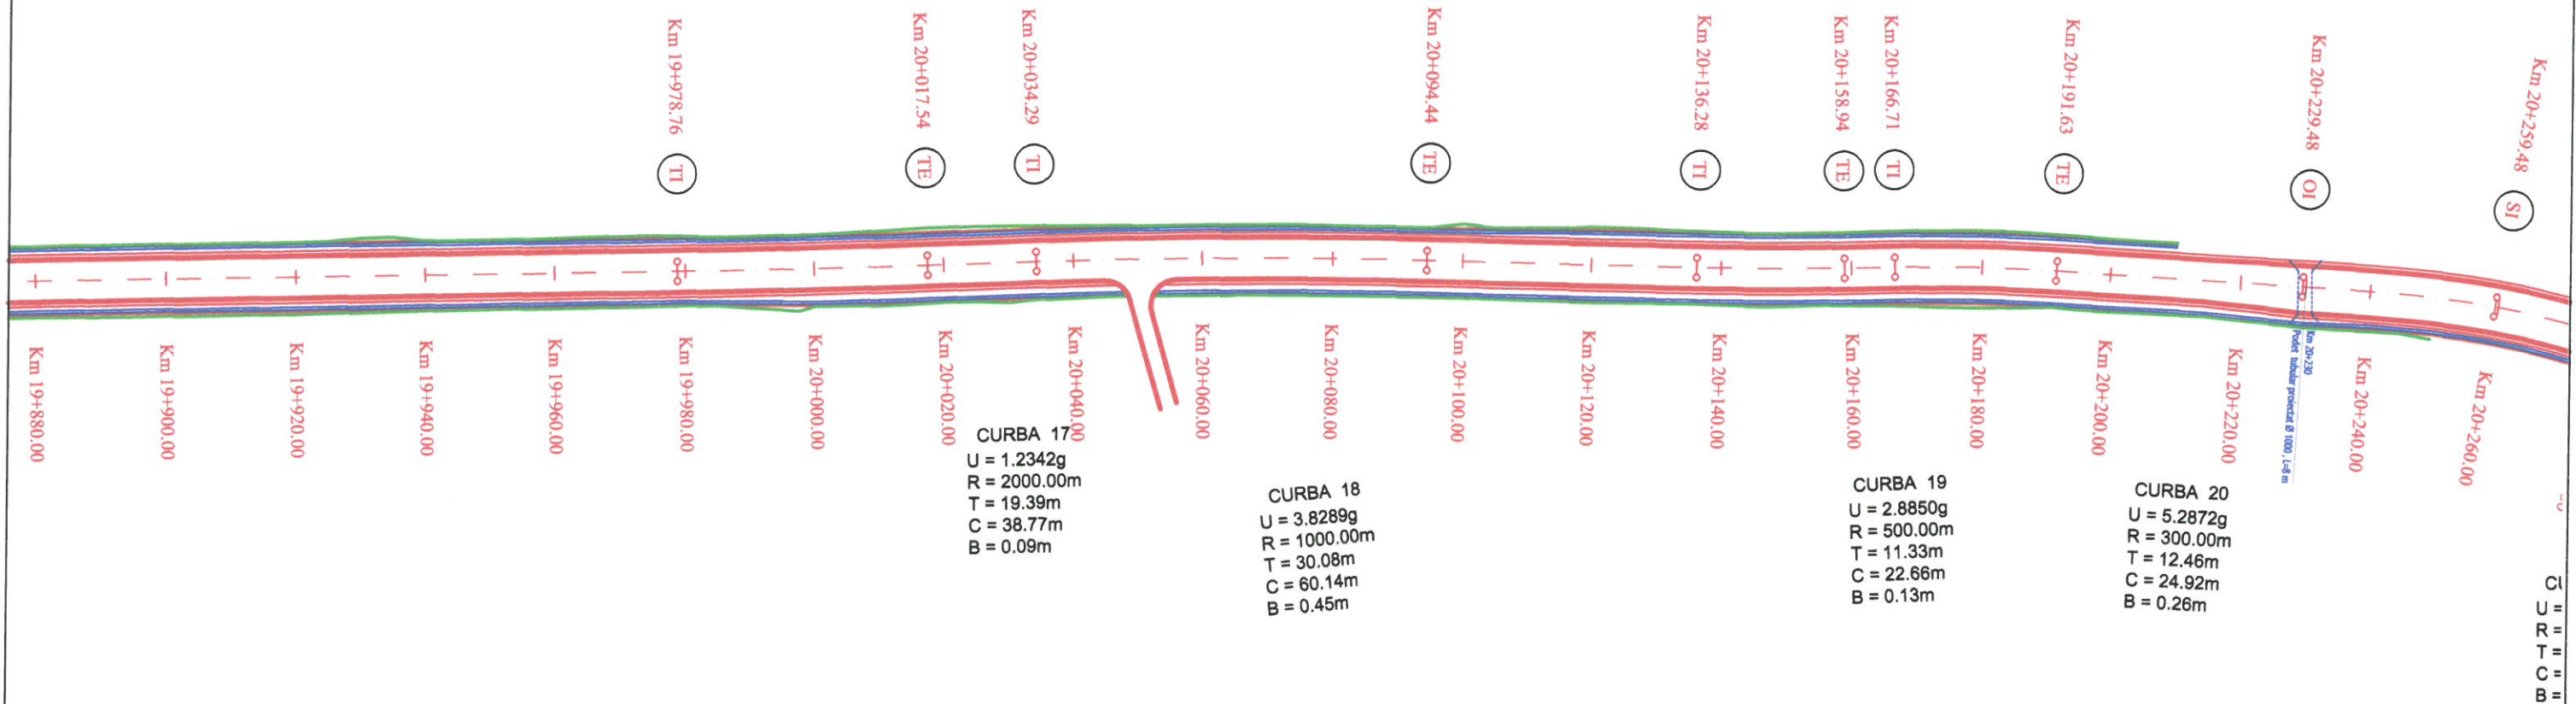 Km 19+978.76
Km 20+017.54
Km 20+034.29
Km 20+094.44
Km 20+136.28
Km 20+158.94
Km 20+166.71
Km 20+191.63
Km 20+229.48
Km 20+259.48
TI
TE
TI
TE
TI
TE
TI
TE
OI
SI
Km 19+880.00
Km 19+900.00
Km 19+920.00
Km 19+940.00
Km 19+960.00
Km 19+980.00
Km 20+000.00
Km 20+020.00
Km 20+040.00
Km 20+060.00
Km 20+080.00
Km 20+100.00
Km 20+120.00
Km 20+140.00
Km 20+160.00
Km 20+180.00
Km 20+200.00
Km 20+220.00
Km 20+230
Podet tubular proiectat Ø 1000, L=8 m
Km 20+240.00
Km 20+260.00
CURBA 17
U = 1.2342g
R = 2000.00m
T = 19.39m
C = 38.77m
B = 0.09m
CURBA 18
U = 3.8289g
R = 1000.00m
T = 30.08m
C = 60.14m
B = 0.45m
CURBA 19
U = 2.8850g
R = 500.00m
T = 11.33m
C = 22.66m
B = 0.13m
CURBA 20
U = 5.2872g
R = 300.00m
T = 12.46m
C = 24.92m
B = 0.26m
U =
R =
T =
C =
B =